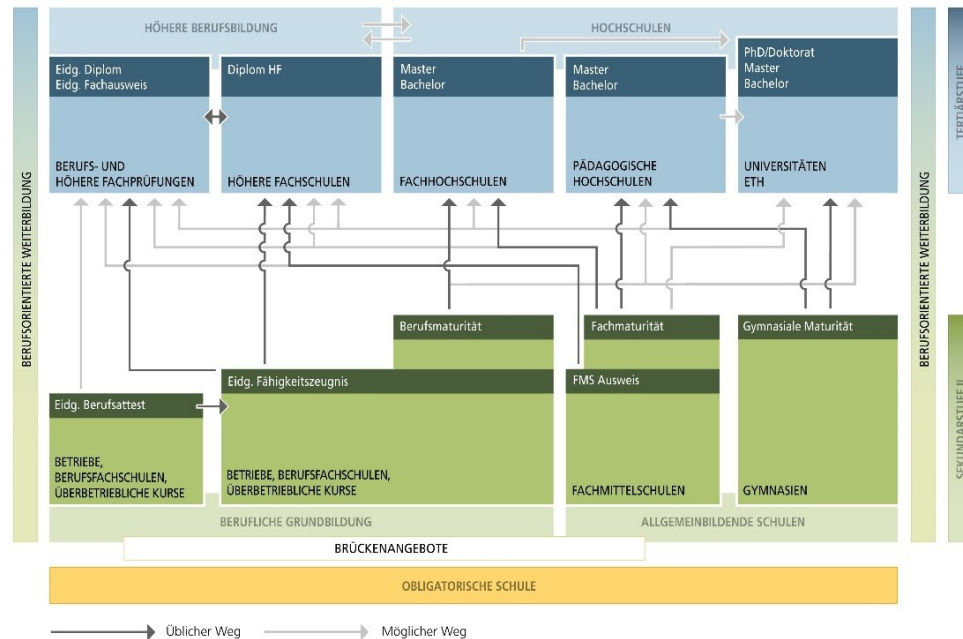 HÖHERE BERUFSBILDUNG
HOCHSCHULEN
Eidg. Diplom
Eidg. Fachausweis
BERUFS- UND
HÖHERE FACHPRÜFUNGEN
Diplom HF
HÖHERE FACHSCHULEN
Master
Bachelor
FACHHOCHSCHULEN
Master
Bachelor
PÄDAGOGISCHE
HOCHSCHULEN
PhD/Doktorat
Master
Bachelor
UNIVERSITÄTEN
ETH
BERUFSORIENTIERTE WEITERBILDUNG
BERUFSORIENTIERTE WEITERBILDUNG
TERTIÄRSTUFE
SEKUNDARSTUFE II
Berufsmaturität
Fachmaturität
Gymnasiale Maturität
Eidg. Fähigkeitszeugnis
FMS Ausweis
Eidg. Berufsattest
BETRIEBE,
BERUFSFACHSCHULEN,
ÜBERBETRIEBLICHE KURSE
BETRIEBE, BERUFSFACHSCHULEN,
ÜBERBETRIEBLICHE KURSE
FACHMITTELSCHULEN
GYMNASIEN
BERUFLICHE GRUNDBILDUNG
ALLGEMEINBILDENDE SCHULEN
BRÜCKENANGEBOTE
OBLIGATORISCHE SCHULE
Üblicher Weg
Möglicher Weg